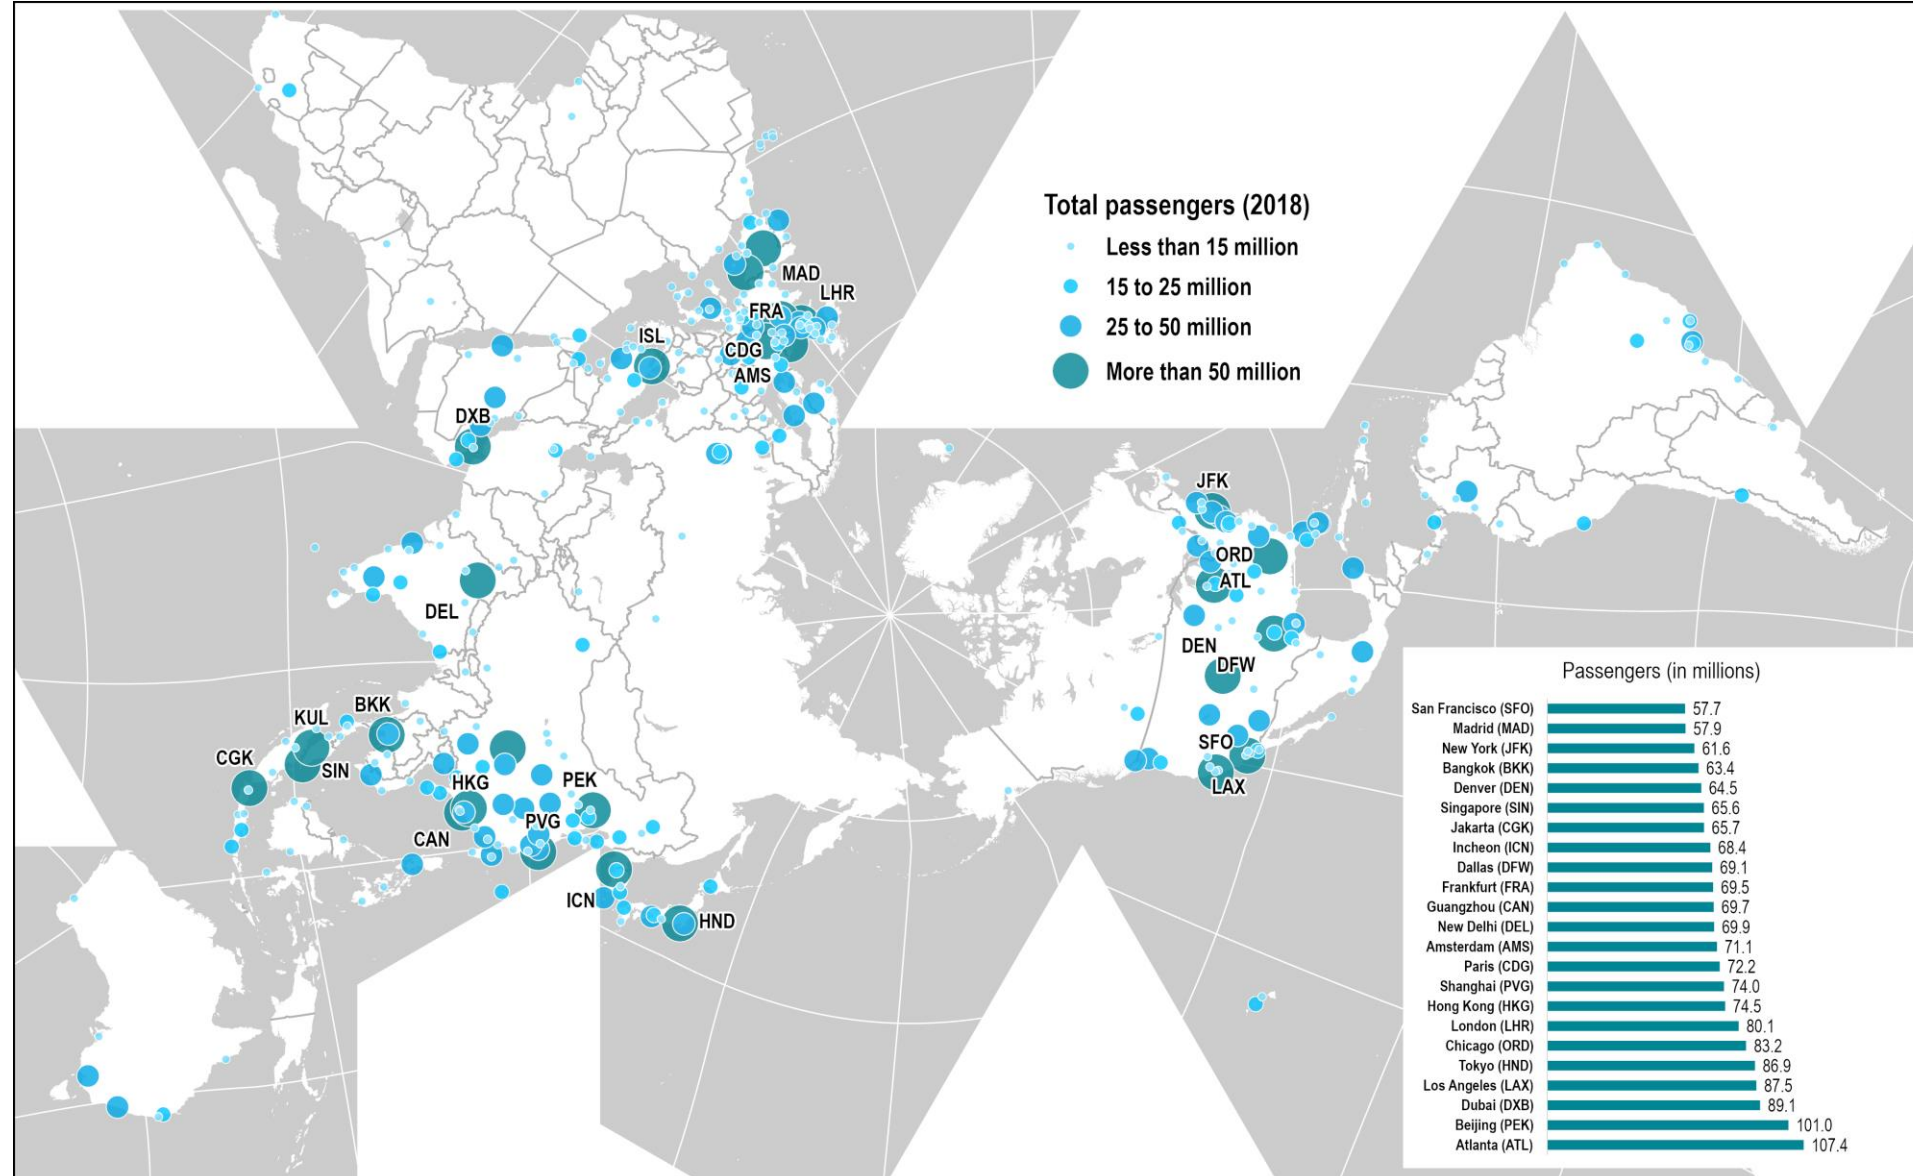 Total passengers (2018)
Less than 15 million
15 to 25 million
25 to 50 million
More than 50 million
MAD
LHR
FRA
ISL
CDG
AMS
DXB
JFK
ORD
ATL
DEL
DEN
DFW
BKK
KUL
CGK
SIN
SFO
HKG
PEK
LAX
PVG
CAN
ICN
HND
Passengers (in millions)
San Francisco (SFO) 57.7
Madrid (MAD) 57.9
New York (JFK) 61.6
Bangkok (BKK) 63.4
Denver (DEN) 64.5
Singapore (SIN) 65.6
Jakarta (CGK) 65.7
Incheon (ICN) 68.4
Dallas (DFW) 69.1
Frankfurt (FRA) 69.5
Guangzhou (CAN) 69.7
New Delhi (DEL) 69.9
Amsterdam (AMS) 71.1
Paris (CDG) 72.2
Shanghai (PVG) 74.0
Hong Kong (HKG) 74.5
London (LHR) 80.1
Chicago (ORD) 83.2
Tokyo (HND) 86.9
Los Angeles (LAX) 87.5
Dubai (DXB) 89.1
Beijing (PEK) 101.0
Atlanta (ATL) 107.4